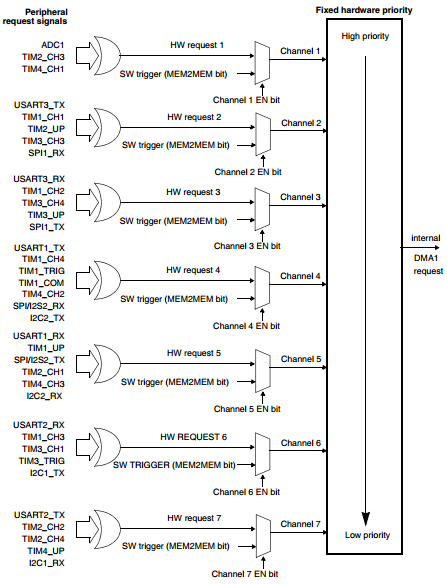 Peripheral
request signals
Fixed hardware priority
ADC1
TIM2_CH3
TIM4_CH1
HW request 1
SW trigger (MEM2MEM bit)
Channel 1
Channel 1 EN bit
High priority
USART3_TX
TIM1_CH1
TIM2_UP
TIM3_CH3
SPI1_RX
HW request 2
SW trigger (MEM2MEM bit)
Channel 2
Channel 2 EN bit
USART3_RX
TIM1_CH2
TIM3_CH4
TIM3_UP
SPI1_TX
HW request 3
SW trigger (MEM2MEM bit)
Channel 3
Channel 3 EN bit
internal
DMA1
request
USART1_TX
TIM1_CH4
TIM1_TRIG
TIM1_COM
TIM4_CH2
SPI/I2S2_RX
I2C2_TX
HW request 4
SW trigger (MEM2MEM bit)
Channel 4
Channel 4 EN bit
USART1_RX
TIM1_UP
SPI/I2S2_TX
TIM2_CH1
TIM4_CH3
I2C2_RX
HW request 5
SW trigger (MEM2MEM bit)
Channel 5
Channel 5 EN bit
USART2_RX
TIM1_CH3
TIM3_CH1
TIM3_TRIG
I2C1_TX
HW REQUEST 6
SW TRIGGER (MEM2MEM bit)
Channel 6
Channel 6 EN bit
USART2_TX
TIM2_CH2
TIM2_CH4
TIM4_UP
I2C1_RX
HW request 7
SW trigger (MEM2MEM bit)
Channel 7
Channel 7 EN bit
Low priority